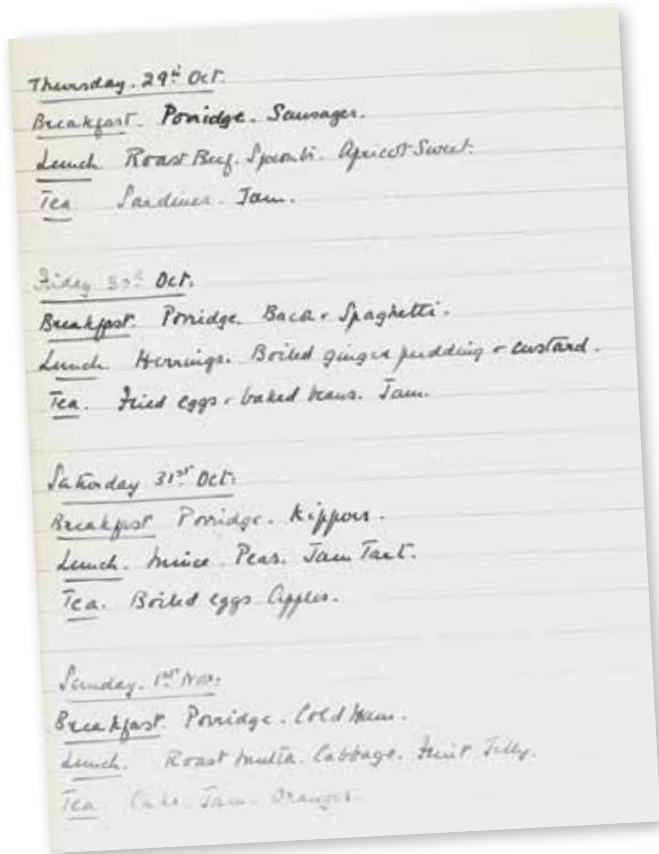 Thursday. 29th Oct.
Breakfast. Porridge. Sausages.
Lunch Roast Beef. Sprouts. Apricot Sweet.
Tea Sardines. Jam.
Friday 30th Oct.
Breakfast. Porridge. Bacon + Spaghetti.
Lunch Herrings. Boiled ginger pudding + custard.
Tea. Fried eggs + baked beans. Jam.
Saturday 31st Oct.
Breakfast Porridge. Kippers.
Lunch. Mince. Peas. Jam Tart.
Tea. Boiled eggs. Apples.
Sunday. 1st Nov.
Breakfast. Porridge. Cold Ham.
Lunch. Roast Mutton. Cabbage. Fruit Jelly.
Tea Cake. Jam. Oranges.